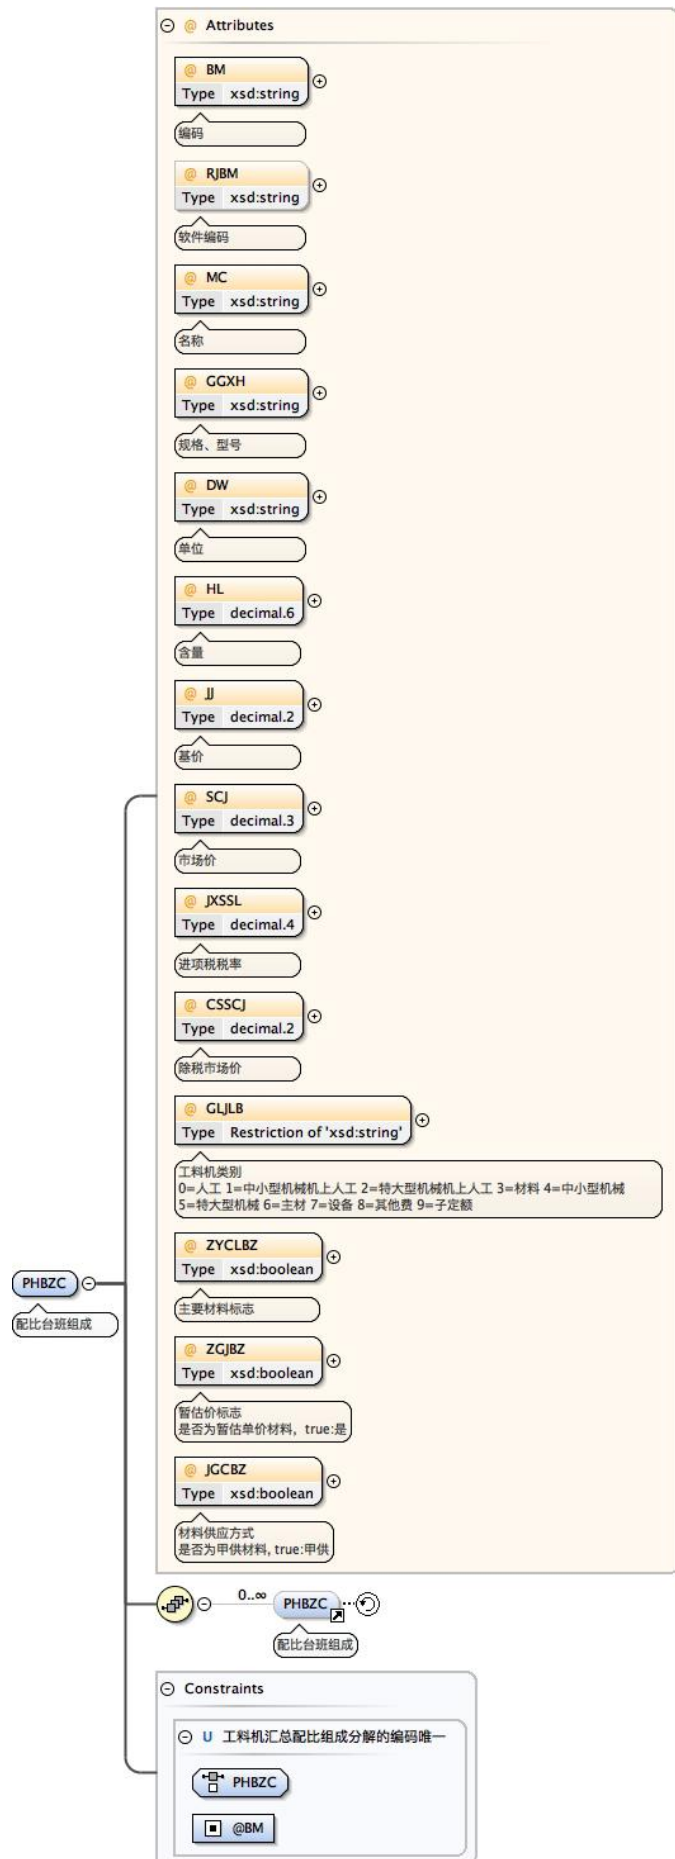 @ Attributes
@ BM
Type xsd:string
编码
@ RJBM
Type xsd:string
软件编码
@ MC
Type xsd:string
名称
@ GGXH
Type xsd:string
规格、型号
@ DW
Type xsd:string
单位
@ HL
Type decimal.6
含量
@ JJ
Type decimal.2
基价
@ SCJ
Type decimal.3
市场价
@ JXSSL
Type decimal.4
进项税税率
@ CSSCJ
Type decimal.2
除税市场价
@ GLJLB
Type Restriction of 'xsd:string'
工料机类别
0=人工 1=中小型机械机上人工 2=特大型机械机上人工 3=材料 4=中小型机械
5=特大型机械 6=主材 7=设备 8=其他费 9=子定额
@ ZYCLBZ
Type xsd:boolean
主要材料标志
PHBZC
配比台班组成
@ ZGJBZ
Type xsd:boolean
暂估价标志
是否为暂估单价材料，true:是
@ JGCBZ
Type xsd:boolean
材料供应方式
是否为甲供材料, true:甲供
0..∞
PHBZC
配比台班组成
Constraints
U 工料机汇总配比组成分解的编码唯一
PHBZC
@BM